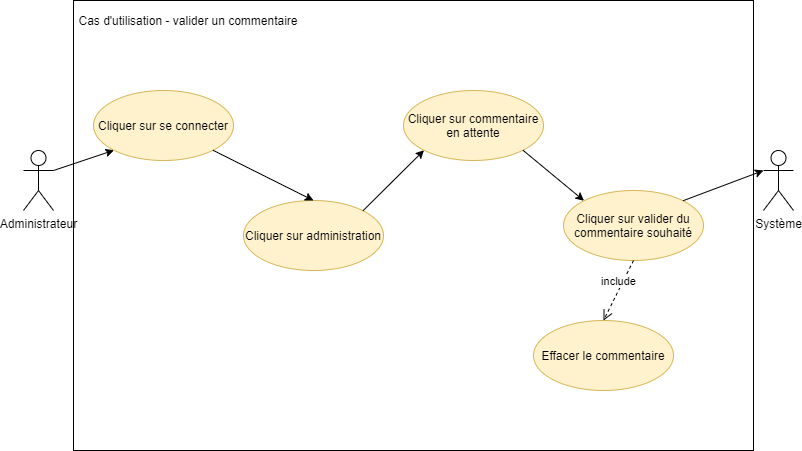 Cas d'utilisation - valider un commentaire
Cliquer sur se connecter
Cliquer sur commentaire
en attente
Administrateur
Cliquer sur administration
Cliquer sur valider du
commentaire souhaité
Système
include
Effacer le commentaire